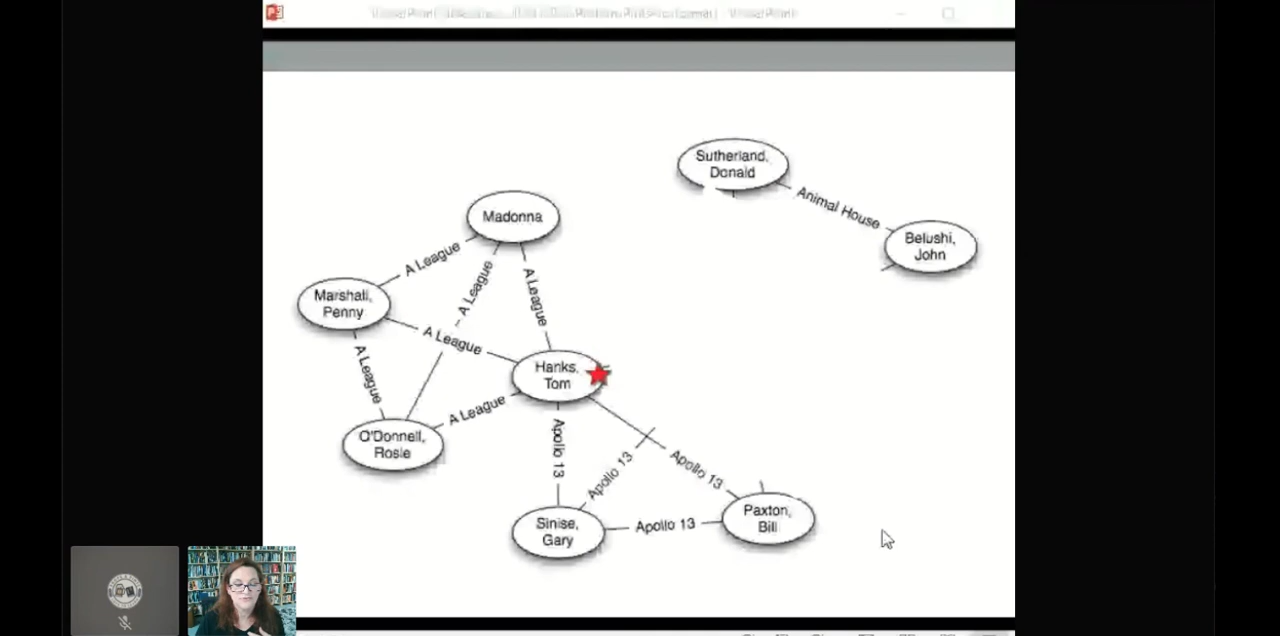 Sutherland,
Donald
Animal House
Belushi,
John
Madonna
A League
A League
A League
Marshall,
Penny
A League
A League
Hanks,
Tom
A League
O'Donnell,
Rosie
Apollo 13
Apollo 13
Apollo 13
Sinise,
Gary
Apollo 13
Paxton,
Bill